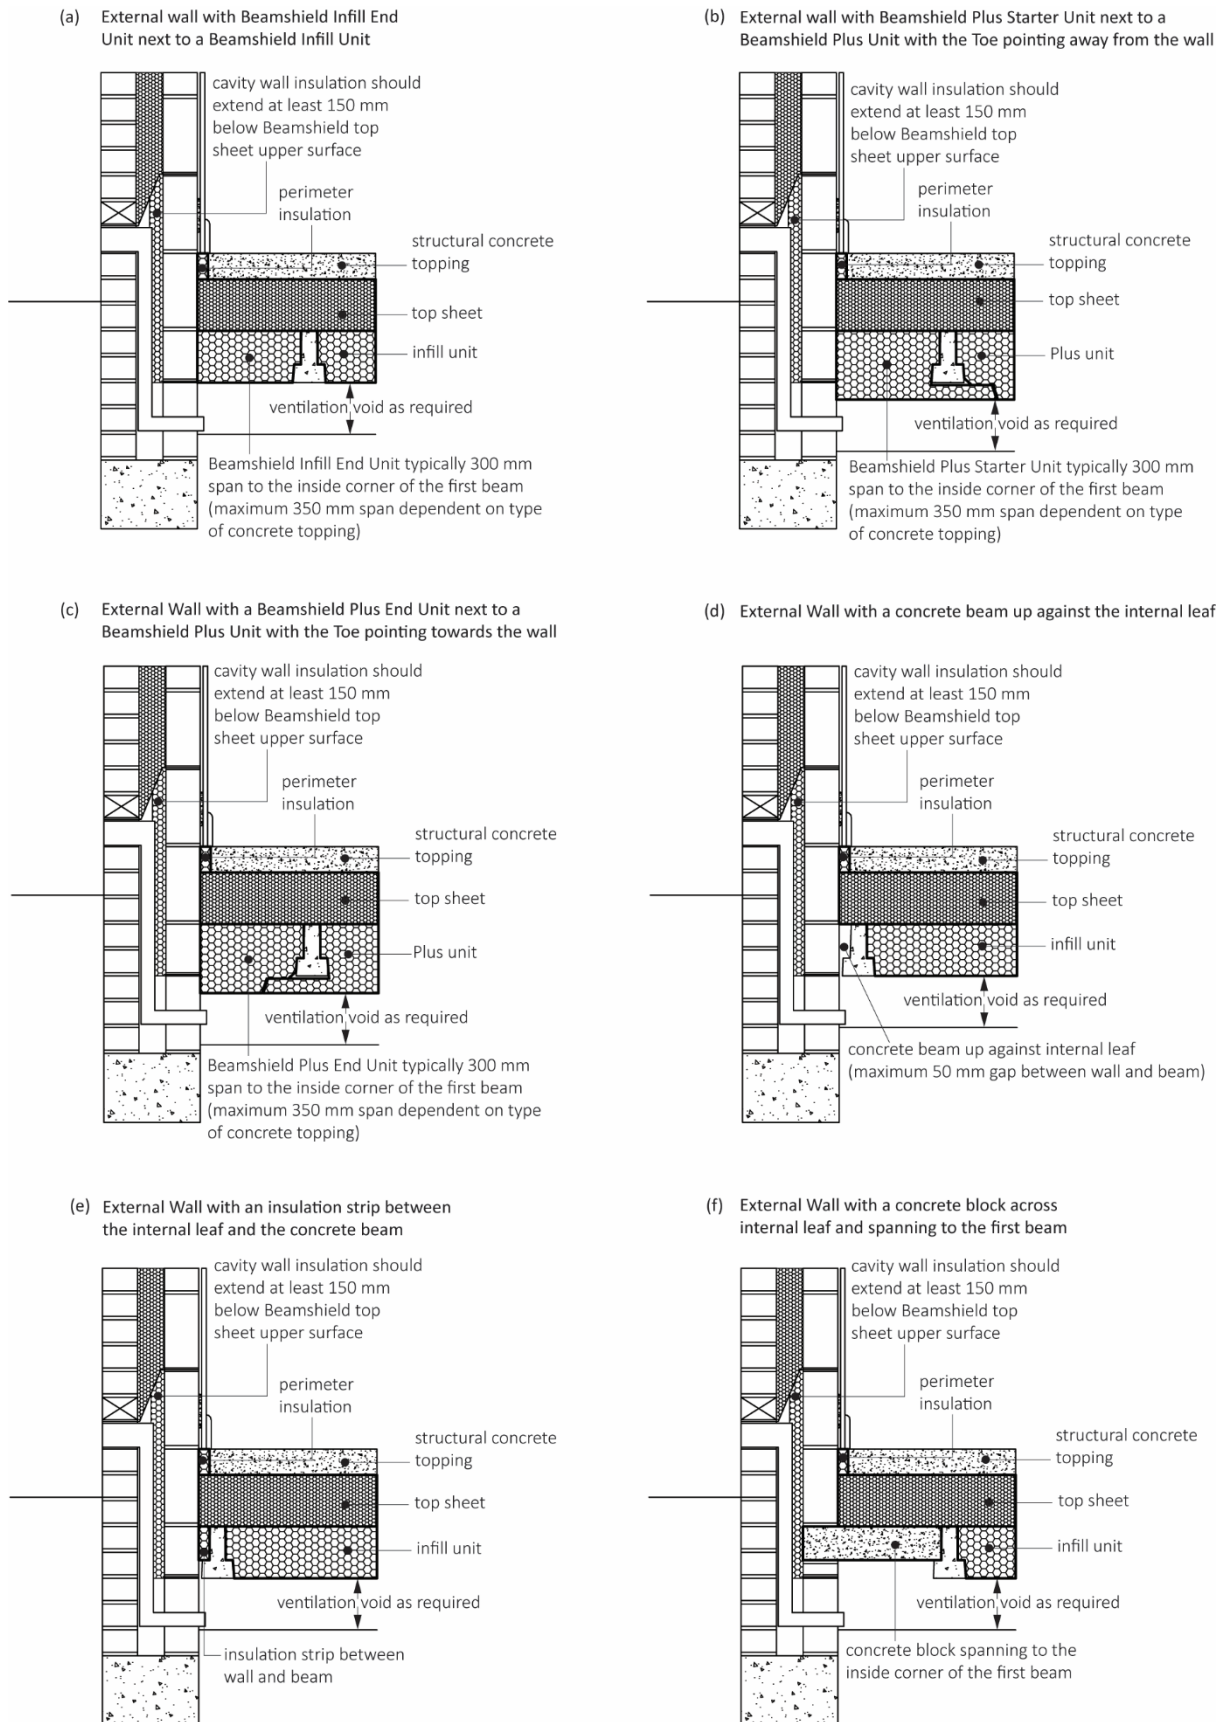 (a) External wall with Beamshield Infill End
Unit next to a Beamshield Infill Unit
cavity wall insulation should
extend at least 150 mm
below Beamshield top
sheet upper surface
perimeter
insulation
structural concrete
topping
top sheet
infill unit
ventilation void as required
Beamshield Infill End Unit typically 300 mm
span to the inside corner of the first beam
(maximum 350 mm span dependent on type
of concrete topping)
(b) External wall with Beamshield Plus Starter Unit next to a
Beamshield Plus Unit with the Toe pointing away from the wall
cavity wall insulation should
extend at least 150 mm
below Beamshield top
sheet upper surface
perimeter
insulation
structural concrete
topping
top sheet
Plus unit
ventilation void as required
Beamshield Plus Starter Unit typically 300 mm
span to the inside corner of the first beam
(maximum 350 mm span dependent on type
of concrete topping)
(c) External Wall with a Beamshield Plus End Unit next to a
Beamshield Plus Unit with the Toe pointing towards the wall
cavity wall insulation should
extend at least 150 mm
below Beamshield top
sheet upper surface
perimeter
insulation
structural concrete
topping
top sheet
Plus unit
ventilation void as required
Beamshield Plus End Unit typically 300 mm
span to the inside corner of the first beam
(maximum 350 mm span dependent on type
of concrete topping)
(d) External Wall with a concrete beam up against the internal leaf
cavity wall insulation should
extend at least 150 mm
below Beamshield top
sheet upper surface
perimeter
insulation
structural concrete
topping
top sheet
infill unit
ventilation void as required
concrete beam up against internal leaf
(maximum 50 mm gap between wall and beam)
(e) External Wall with an insulation strip between
the internal leaf and the concrete beam
cavity wall insulation should
extend at least 150 mm
below Beamshield top
sheet upper surface
perimeter
insulation
structural concrete
topping
top sheet
infill unit
ventilation void as required
insulation strip between
wall and beam
(f) External Wall with a concrete block across
internal leaf and spanning to the first beam
cavity wall insulation should
extend at least 150 mm
below Beamshield top
sheet upper surface
perimeter
insulation
structural concrete
topping
top sheet
infill unit
ventilation void as required
concrete block spanning to the
inside corner of the first beam